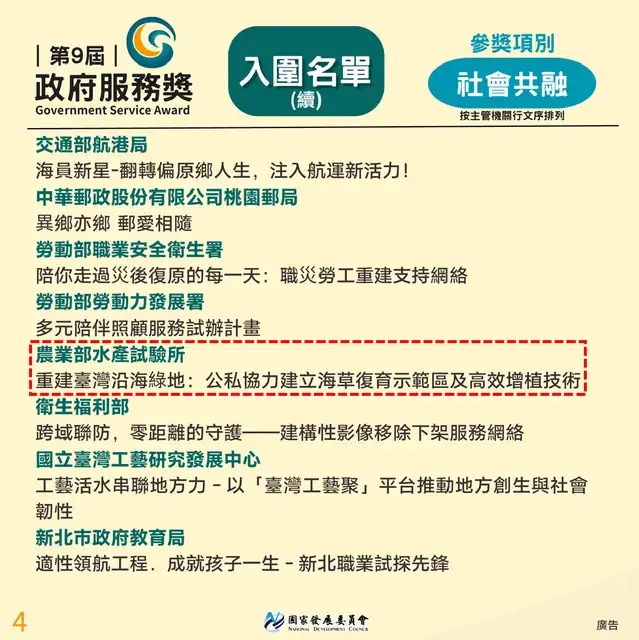 第9屆
政府服務獎
Government Service Award
入圍名單
(續)
參獎項別
社會共融
按主管機關行文序排列
交通部航港局
海員新星-翻轉偏原鄉人生，注入航運新活力！
中華郵政股份有限公司桃園郵局
異鄉亦鄉 郵愛相隨
勞動部職業安全衛生署
陪你走過災後復原的每一天：職災勞工重建支持網絡
勞動部勞動力發展署
多元陪伴照顧服務試辦計畫
農業部水產試驗所
重建臺灣沿海綠地：公私協力建立海草復育示範區及高效增植技術
衛生福利部
跨域聯防，零距離的守護——建構性影像移除下架服務網絡
國立臺灣工藝研究發展中心
工藝活水串聯地方力－以「臺灣工藝聚」平台推動地方創生與社會
韌性
新北市政府教育局
適性領航工程．成就孩子一生－新北職業試探先鋒
4
國家發展委員會
NATIONAL DEVELOPMENT COUNCIL
廣告